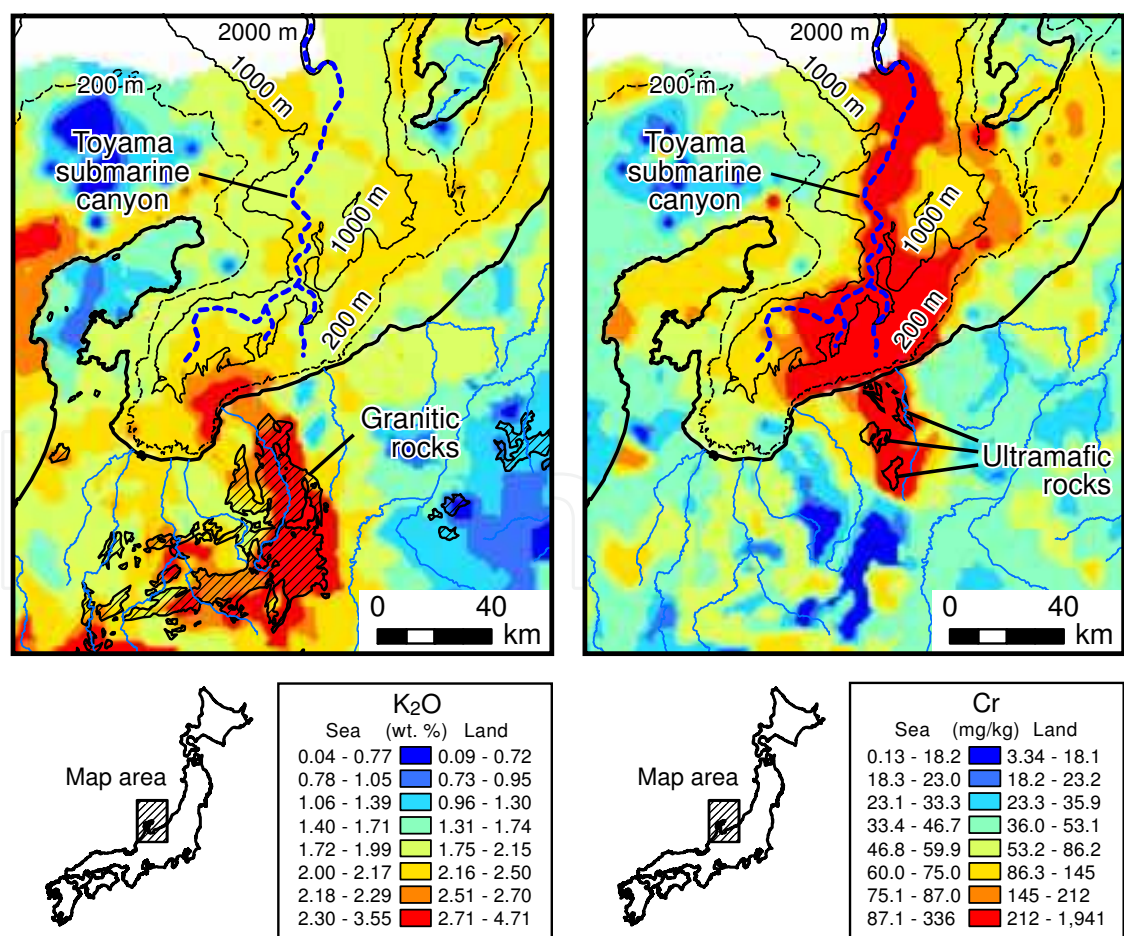 2000 m
1000 m
200 m
Toyama
submarine
canyon
1000 m
200 m
Granitic
rocks
0 40
km
2000 m
1000 m
200 m
Toyama
submarine
canyon
1000 m
200 m
Ultramafic
rocks
0 40
km
Map area
K2O
Sea (wt. %) Land
0.04 - 0.77 0.09 - 0.72
0.78 - 1.05 0.73 - 0.95
1.06 - 1.39 0.96 - 1.30
1.40 - 1.71 1.31 - 1.74
1.72 - 1.99 1.75 - 2.15
2.00 - 2.17 2.16 - 2.50
2.18 - 2.29 2.51 - 2.70
2.30 - 3.55 2.71 - 4.71
Map area
Cr
Sea (mg/kg) Land
0.13 - 18.2 3.34 - 18.1
18.3 - 23.0 18.2 - 23.2
23.1 - 33.3 23.3 - 35.9
33.4 - 46.7 36.0 - 53.1
46.8 - 59.9 53.2 - 86.2
60.0 - 75.0 86.3 - 145
75.1 - 87.0 145 - 212
87.1 - 336 212 - 1,941